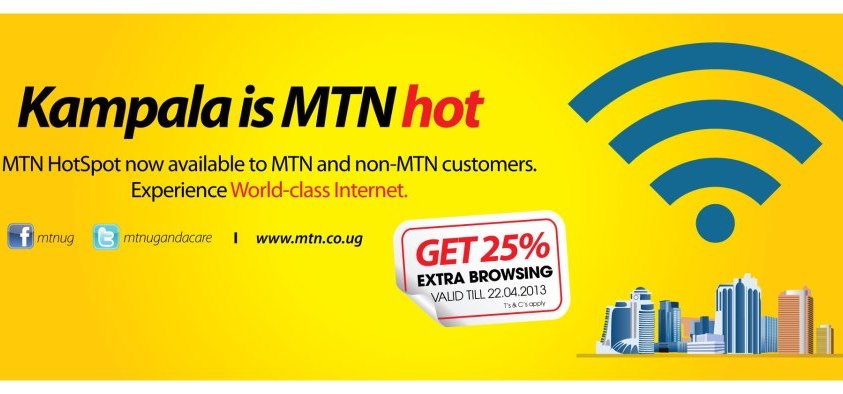 Kampala is MTN hot
MTN HotSpot now available to MTN and non-MTN customers.
Experience World-class Internet.
f mtnug t mtnugandacare I www.mtn.co.ug
GET 25%
EXTRA BROWSING
VALID TILL 22.04.2013
T's & C's apply